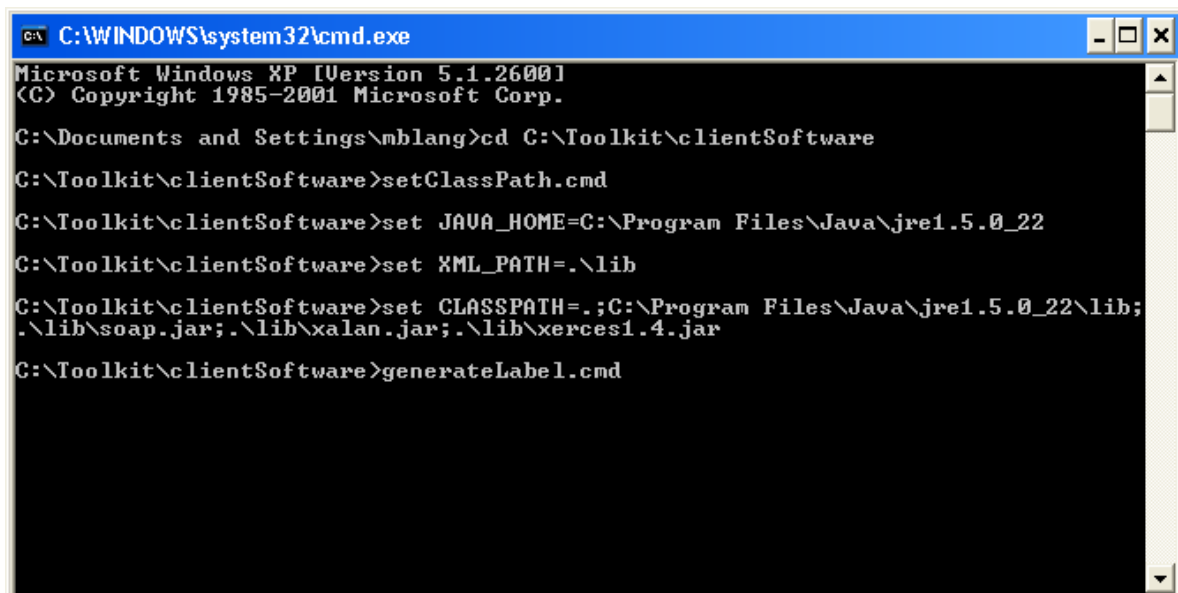 C:\WINDOWS\system32\cmd.exe
Microsoft Windows XP [Version 5.1.2600]
(C) Copyright 1985-2001 Microsoft Corp.
C:\Documents and Settings\mblang>cd C:\Toolkit\clientSoftware
C:\Toolkit\clientSoftware>setClassPath.cmd
C:\Toolkit\clientSoftware>set JAVA_HOME=C:\Program Files\Java\jre1.5.0_22
C:\Toolkit\clientSoftware>set XML_PATH=.\lib
C:\Toolkit\clientSoftware>set CLASSPATH=.;C:\Program Files\Java\jre1.5.0_22\lib;
.\lib\soap.jar;.\lib\xalan.jar;.\lib\xerces1.4.jar
C:\Toolkit\clientSoftware>generateLabel.cmd